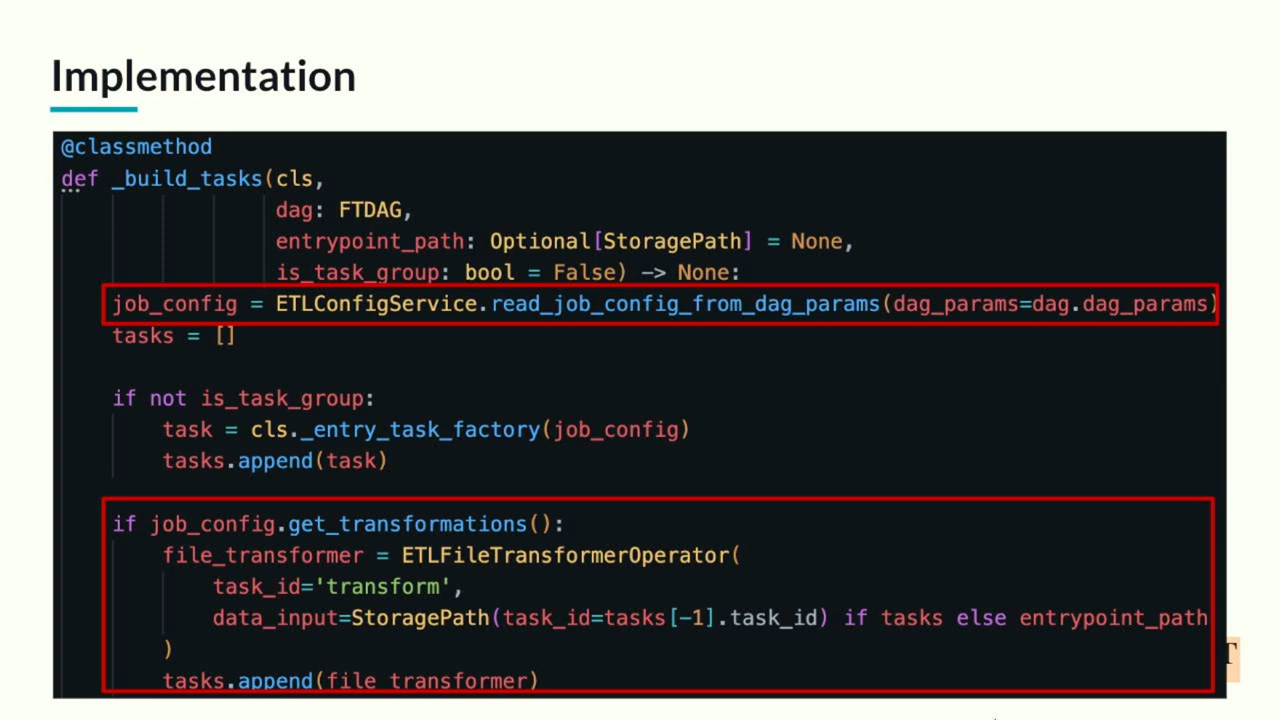 Implementation
@classmethod
def _build_tasks(cls,
dag: FTDAG,
entrypoint_path: Optional[StoragePath] = None,
is_task_group: bool = False) -> None:
job_config = ETLConfigService.read_job_config_from_dag_params(dag_params=dag.dag_params)
tasks = []
if not is_task_group:
task = cls._entry_task_factory(job_config)
tasks.append(task)
if job_config.get_transformations():
file_transformer = ETLFileTransformerOperator(
task_id='transform',
data_input=StoragePath(task_id=tasks[-1].task_id) if tasks else entrypoint_path
)
tasks.append(file_transformer)
T